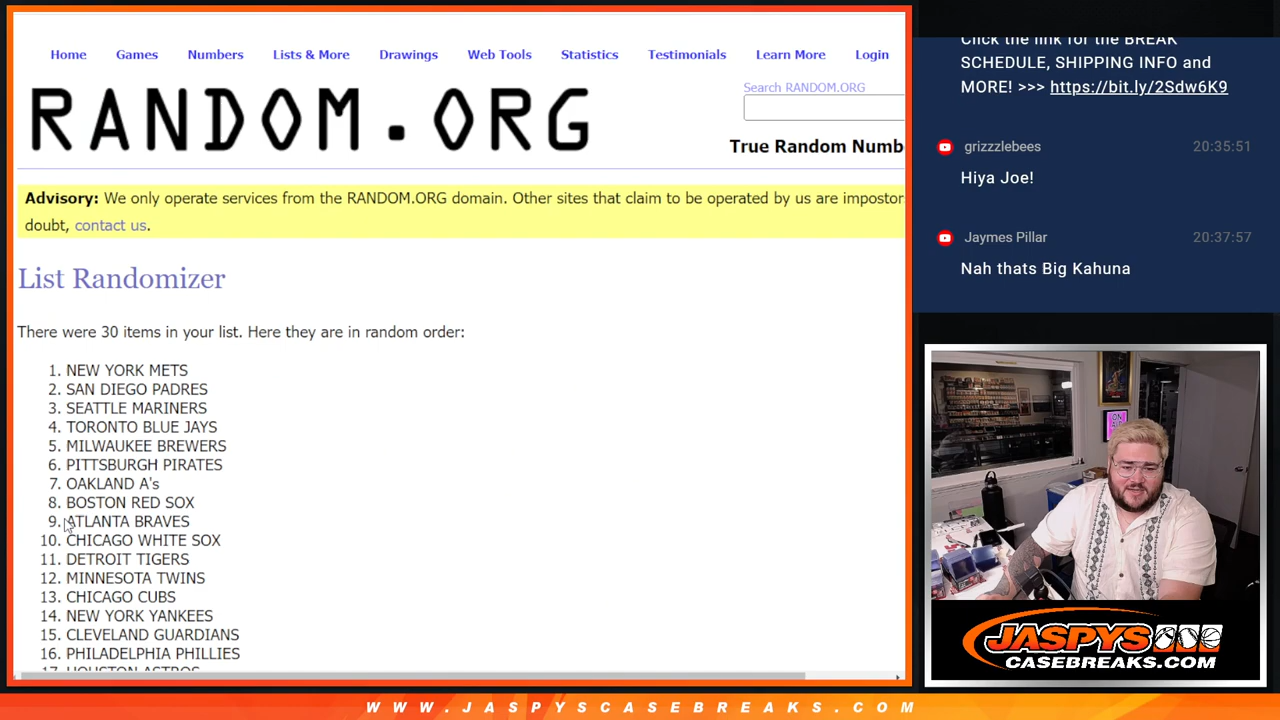 Home Games Numbers Lists & More Drawings Web Tools Statistics Testimonials Learn More Login
RANDOM.ORG
Search RANDOM.ORG
True Random Numb
Advisory: We only operate services from the RANDOM.ORG domain. Other sites that claim to be operated by us are impostor
doubt, contact us.
List Randomizer
There were 30 items in your list. Here they are in random order:
1. NEW YORK METS
2. SAN DIEGO PADRES
3. SEATTLE MARINERS
4. TORONTO BLUE JAYS
5. MILWAUKEE BREWERS
6. PITTSBURGH PIRATES
7. OAKLAND A's
8. BOSTON RED SOX
9. ATLANTA BRAVES
10. CHICAGO WHITE SOX
11. DETROIT TIGERS
12. MINNESOTA TWINS
13. CHICAGO CUBS
14. NEW YORK YANKEES
15. CLEVELAND GUARDIANS
16. PHILADELPHIA PHILLIES
17. HOUSTON ASTROS
Click the link for the BREAK
SCHEDULE, SHIPPING INFO and
MORE! >>> https://bit.ly/2Sdw6K9
grizzzlebees 20:35:51
Hiya Joe!
Jaymes Pillar 20:37:57
Nah thats Big Kahuna
ON
JASPYS
CASEBREAKS.COM
WWW.JASPYSCASEBREAKS.COM